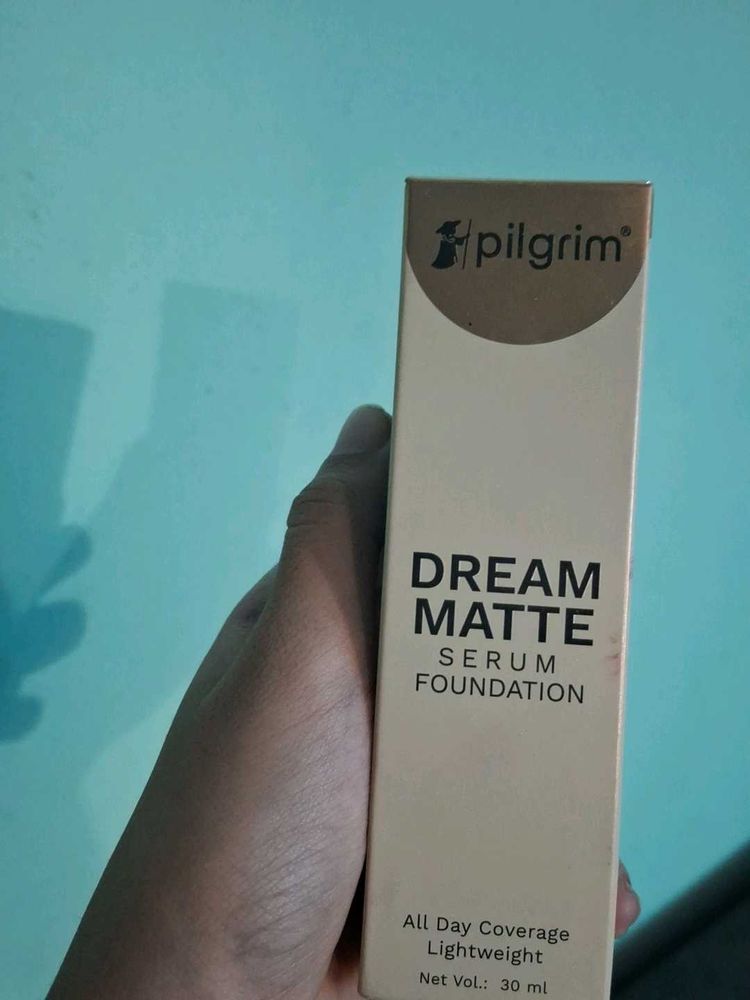 pilgrim®
DREAM
MATTE
SERUM
FOUNDATION
All Day Coverage
Lightweight
Net Vol.: 30 ml